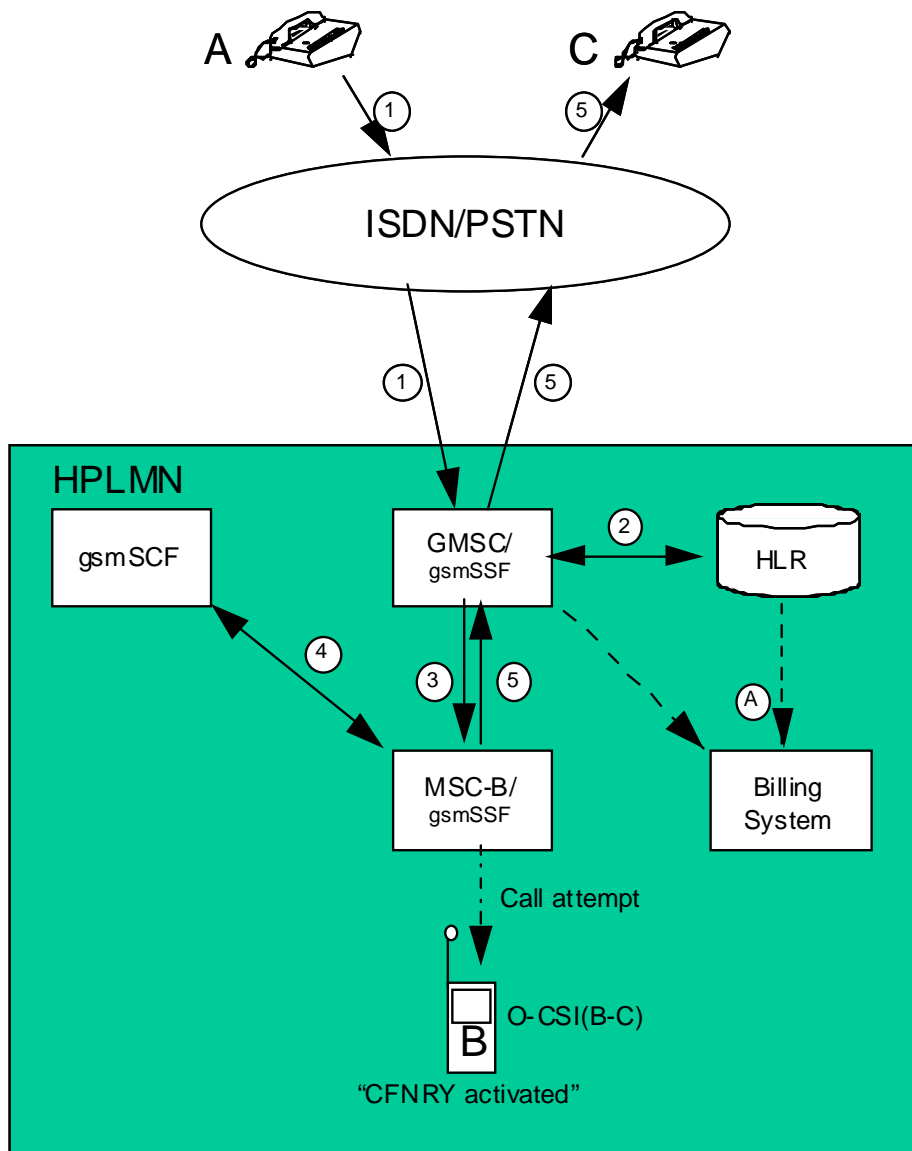 A
C
1
5
ISDN/PSTN
1
5
HPLMN
gsmSCF
GMSC/
gsmSSF
2
HLR
4
3
5
A
MSC-B/
gsmSSF
Billing
System
Call attempt
O-CSI(B-C)
B
“CFNRY activated”